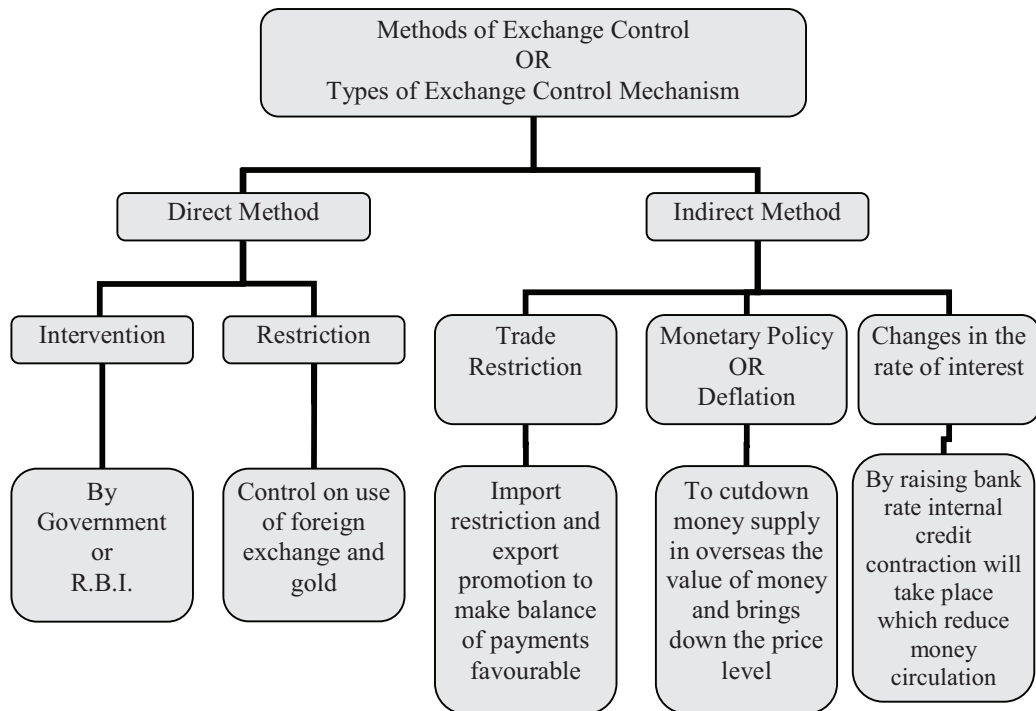 Methods of Exchange Control
OR
Types of Exchange Control Mechanism
Direct Method
Indirect Method
Intervention
Restriction
Trade
Restriction
Monetary Policy
OR
Deflation
Changes in the
rate of interest
By
Government
or
R.B.I.
Control on use
of foreign
exchange and
gold
Import
restriction and
export
promotion to
make balance
of payments
favourable
To cutdown
money supply
in overseas the
value of money
and brings
down the price
level
By raising bank
rate internal
credit
contraction will
take place
which reduce
money
circulation